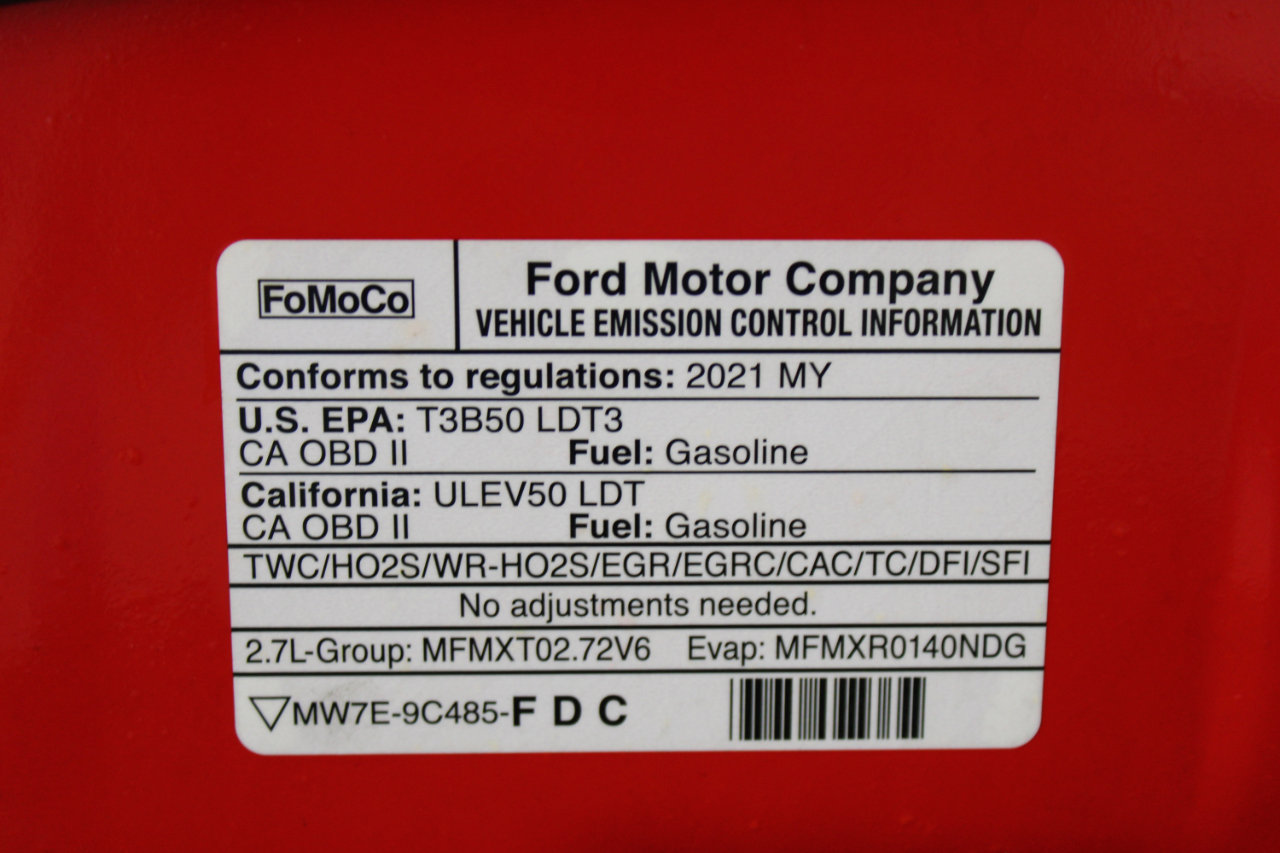 FoMoCo
Ford Motor Company
VEHICLE EMISSION CONTROL INFORMATION
Conforms to regulations: 2021 MY
U.S. EPA: T3B50 LDT3
CA OBD II Fuel: Gasoline
California: ULEV50 LDT
CA OBD II Fuel: Gasoline
TWC/HO2S/WR-HO2S/EGR/EGRC/CAC/TC/DFI/SFI
No adjustments needed.
2.7L-Group: MFMXT02.72V6 Evap: MFMXR0140NDG
▽MW7E-9C485-F D C